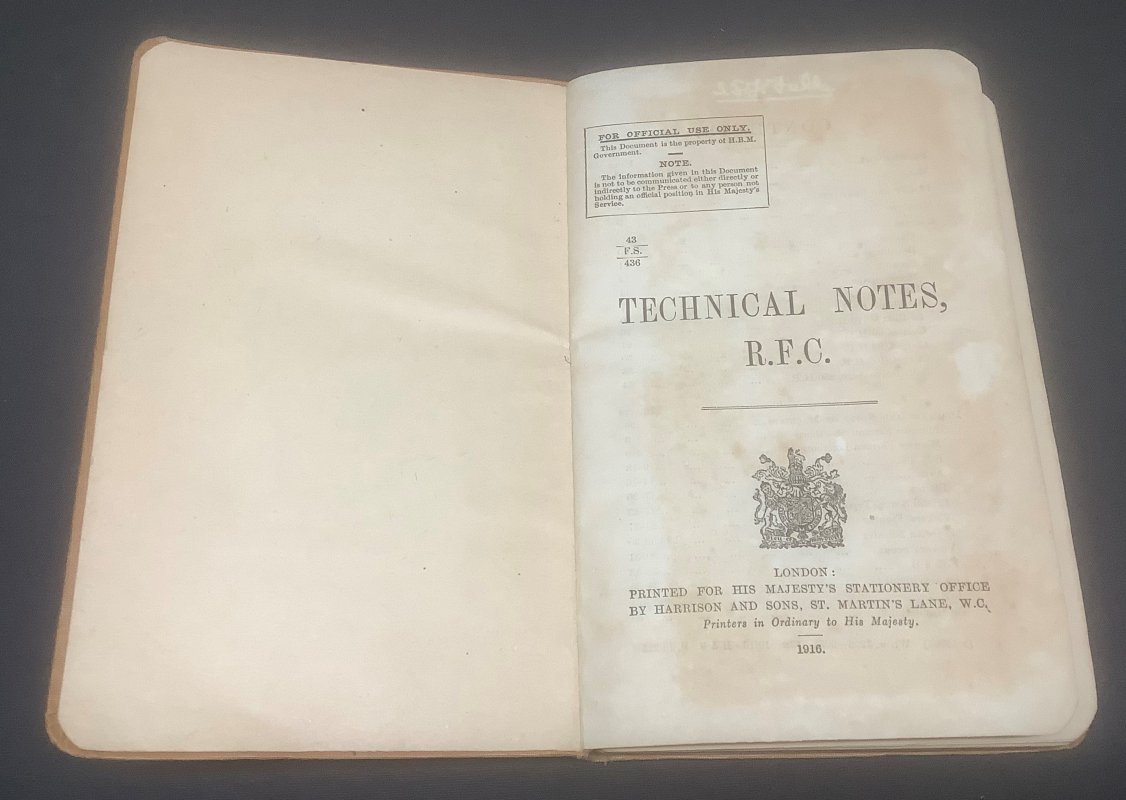 FOR OFFICIAL USE ONLY.
This Document is the property of H.B.M.
Government.
NOTE.
The information given in this Document
is not to be communicated either directly or
indirectly to the Press or to any person not
holding an official position in His Majesty's
Service.
43
F.S.
436
TECHNICAL NOTES,
R.F.C.
LONDON:
PRINTED FOR HIS MAJESTY'S STATIONERY OFFICE
BY HARRISON AND SONS, ST. MARTIN'S LANE, W.C.
Printers in Ordinary to His Majesty.
1916.